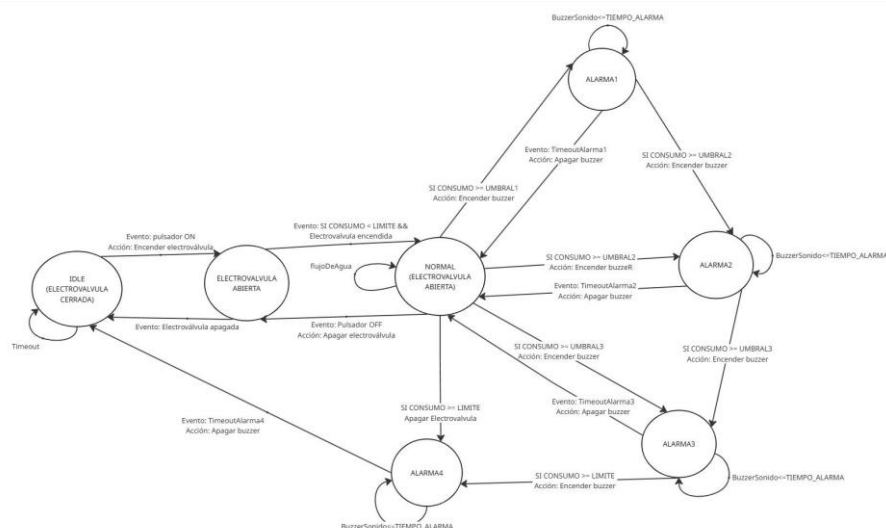 BuzzerSonido<=TIEMPO_ALARMA
ALARMA1
Evento: TimeoutAlarma1
Acción: Apagar buzzer
SI CONSUMO >= UMBRAL2
Acción: Encender buzzer
SI CONSUMO >= UMBRAL1
Acción: Encender buzzer
Evento: pulsador ON
Acción: Encender electroválvula
Evento: SI CONSUMO < LIMITE &&
Electrovalvula encendida
IDLE
(ELECTROVALVULA
CERRADA)
ELECTROVALVULA
ABIERTA
flujoDeAgua
NORMAL
(ELECTROVALVULA
ABIERTA)
SI CONSUMO >= UMBRAL2
Acción: Encender buzzeR
Evento: TimeoutAlarma2
Acción: Apagar buzzer
ALARMA2
BuzzerSonido<=TIEMPO_ALARMA
Timeout
Evento: Electroválvula apagada
Evento: Pulsador OFF
Acción: Apagar electroválvula
SI CONSUMO >= UMBRAL3
Acción: Encender buzzer
SI CONSUMO >= UMBRAL3
Acción: Encender buzzer
Evento: TimeoutAlarma4
Acción: Apagar buzzer
SI CONSUMO >= LIMITE
Apagar Electrovalvula
Evento: TimeoutAlarma3
Acción: Apagar buzzer
ALARMA3
ALARMA4
SI CONSUMO >= LIMITE
Acción: Encender buzzer
BuzzerSonido<=TIEMPO_ALARMA
BuzzerSonido<=TIEMPO_ALARMA